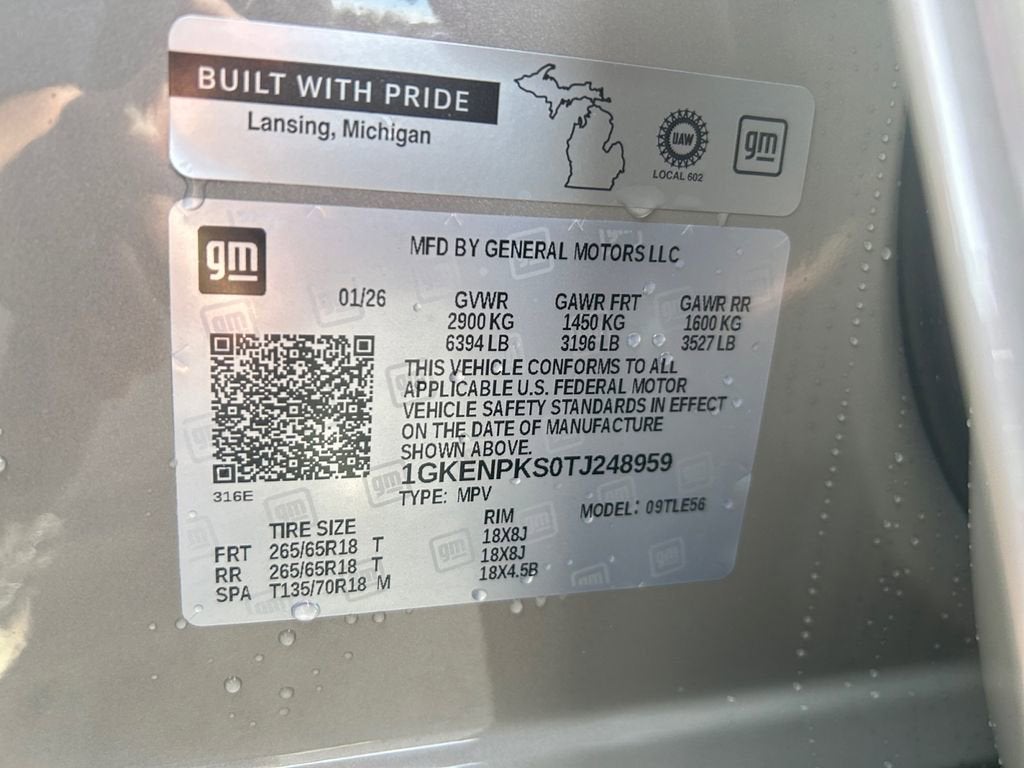 BUILT WITH PRIDE
Lansing, Michigan
UAW
LOCAL 602
gm
gm
MFD BY GENERAL MOTORS LLC
01/26 GVWR GAWR FRT GAWR RR
2900 KG 1450 KG 1600 KG
6394 LB 3196 LB 3527 LB
THIS VEHICLE CONFORMS TO ALL
APPLICABLE U.S. FEDERAL MOTOR
VEHICLE SAFETY STANDARDS IN EFFECT
ON THE DATE OF MANUFACTURE
SHOWN ABOVE.
1GKENPKS0TJ248959
316E
TYPE: MPV MODEL: 09TLE56
TIRE SIZE RIM
FRT 265/65R18 T 18X8J
RR 265/65R18 T 18X8J
SPA T135/70R18 M 18X4.5B